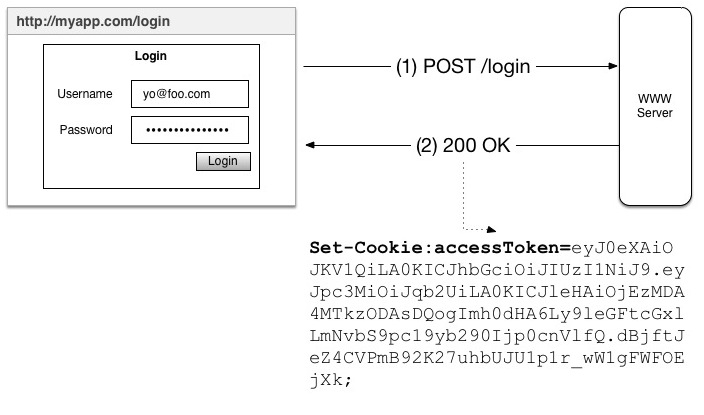 http://myapp.com/login
Login
Username
yo@foo.com
Password
•••••••••••••••
Login
(1) POST /login
WWW
Server
(2) 200 OK
Set-Cookie:accessToken=eyJ0eXAiO
JKV1QiLA0KICJhbGciOiJIUzI1NiJ9.ey
Jpc3MiOiJqb2UiLA0KICJleHAiOjEzMDA
4MTkzODAsDQogImh0dHA6Ly9leGFtcGxl
LmNvbS9pc19yb290Ijp0cnVlfQ.dBjftJ
eZ4CVPmB92K27uhbUJU1p1r_wW1gFWFOE
jXk;